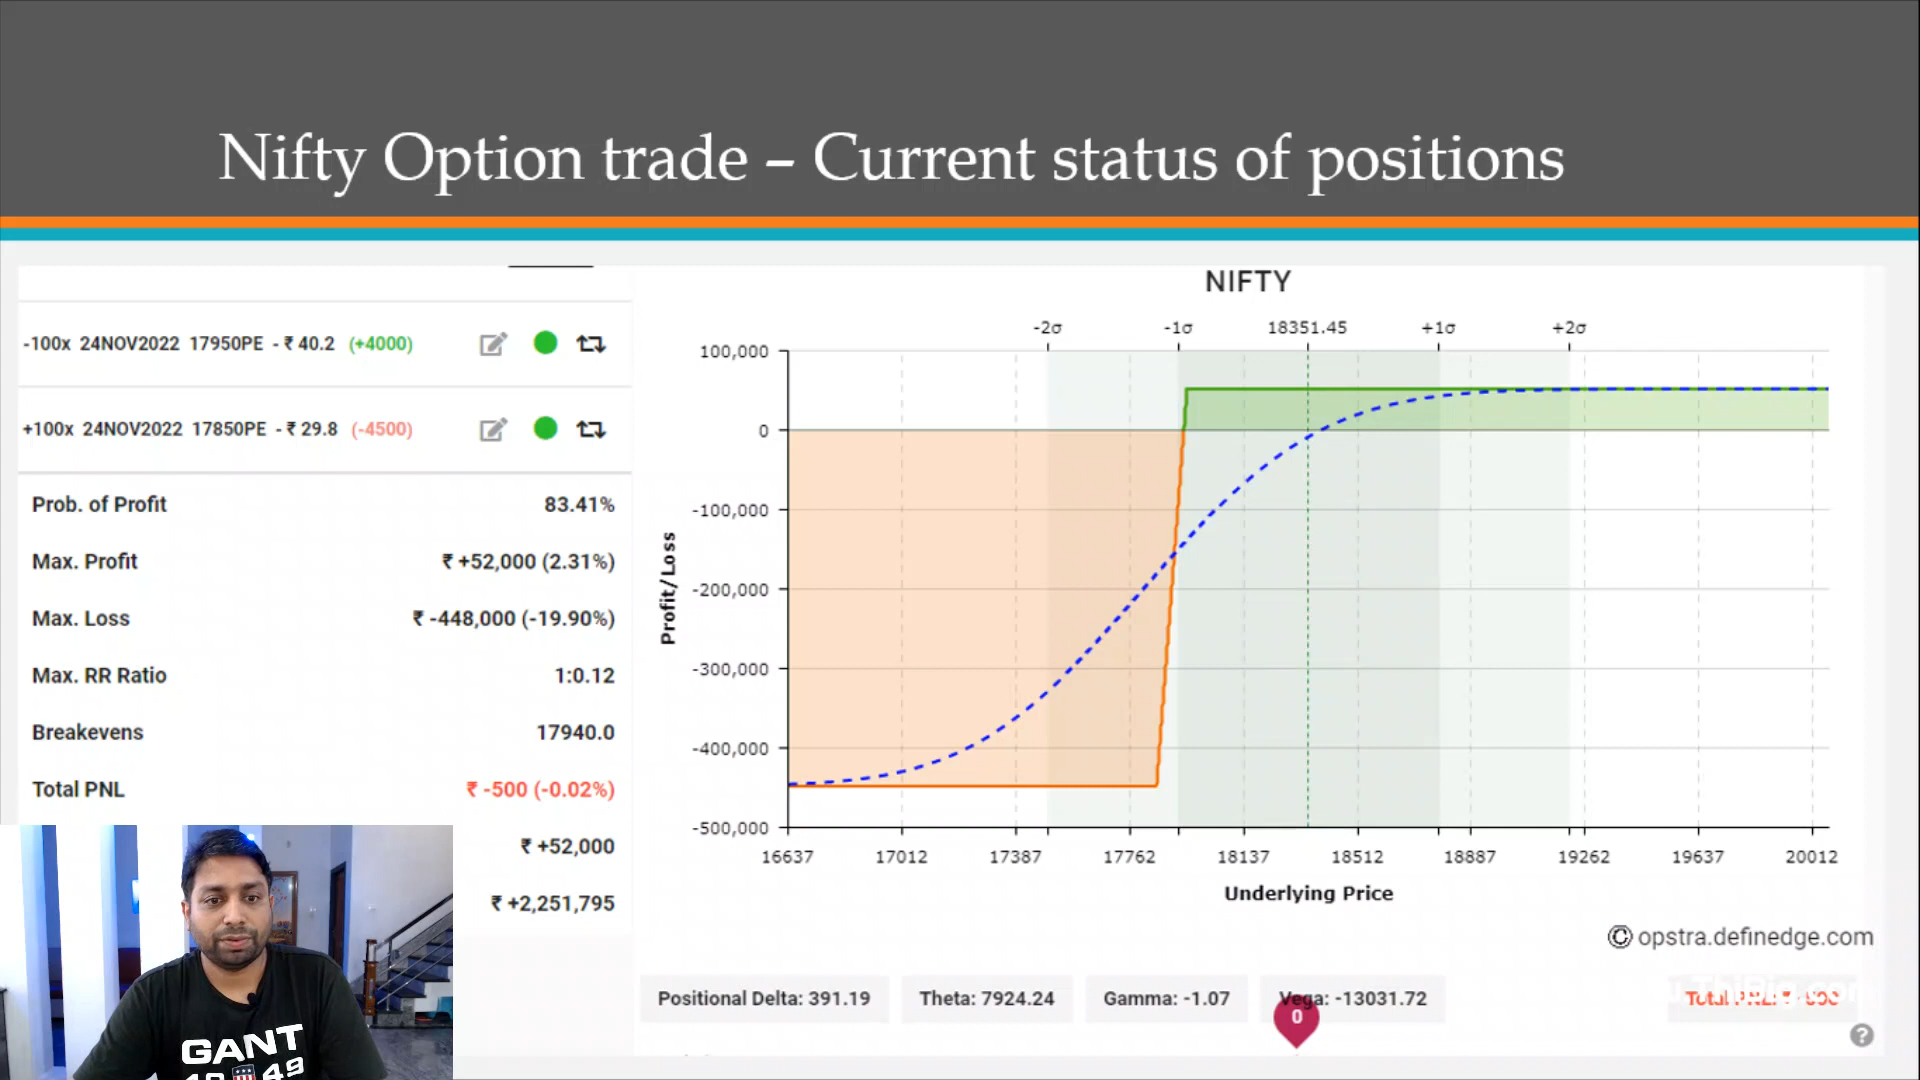 Nifty Option trade – Current status of positions
-100x 24NOV2022 17950PE - ₹ 40.2 (+4000)
+100x 24NOV2022 17850PE - ₹ 29.8 (-4500)
Prob. of Profit 83.41%
Max. Profit ₹ +52,000 (2.31%)
Max. Loss ₹ -448,000 (-19.90%)
Max. RR Ratio 1:0.12
Breakevens 17940.0
Total PNL ₹ -500 (-0.02%)
₹ +52,000
₹ +2,251,795
NIFTY
-2σ -1σ 18351.45 +1σ +2σ
100,000
0
-100,000
-200,000
-300,000
-400,000
-500,000
Profit/Loss
16637 17012 17387 17762 18137 18512 18887 19262 19637 20012
Underlying Price
© opstra.definedge.com
Positional Delta: 391.19 Theta: 7924.24 Gamma: -1.07 Vega: -13031.72 Total PNL: ₹
0
?
GANT
49